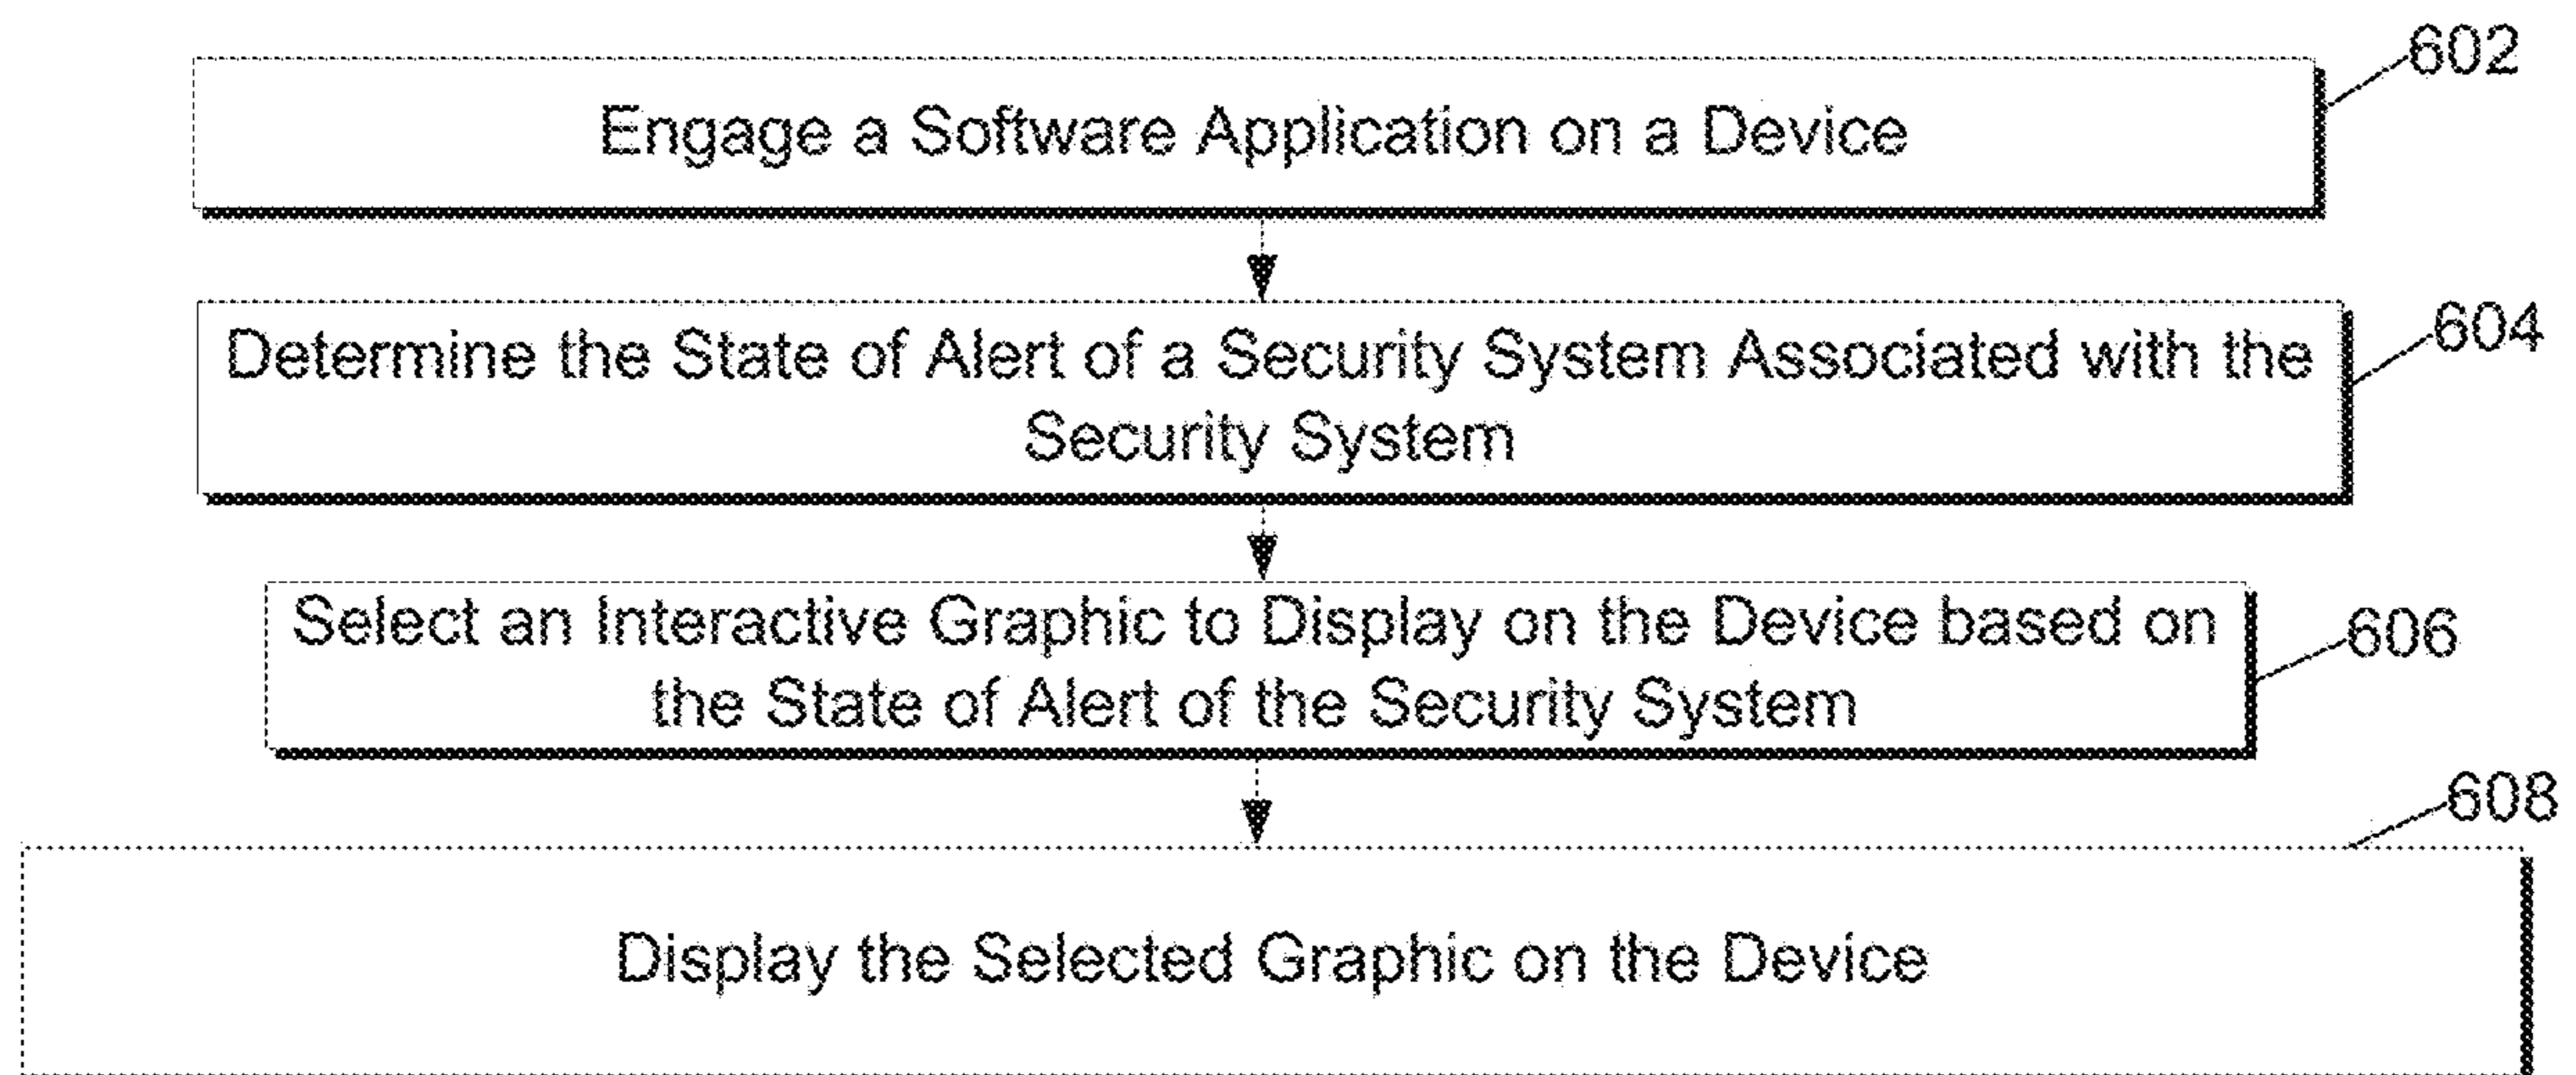 602
Engage a Software Application on a Device
604
Determine the State of Alert of a Security System Associated with the
Security System
606
Select an Interactive Graphic to Display on the Device based on
the State of Alert of the Security System
608
Display the Selected Graphic on the Device